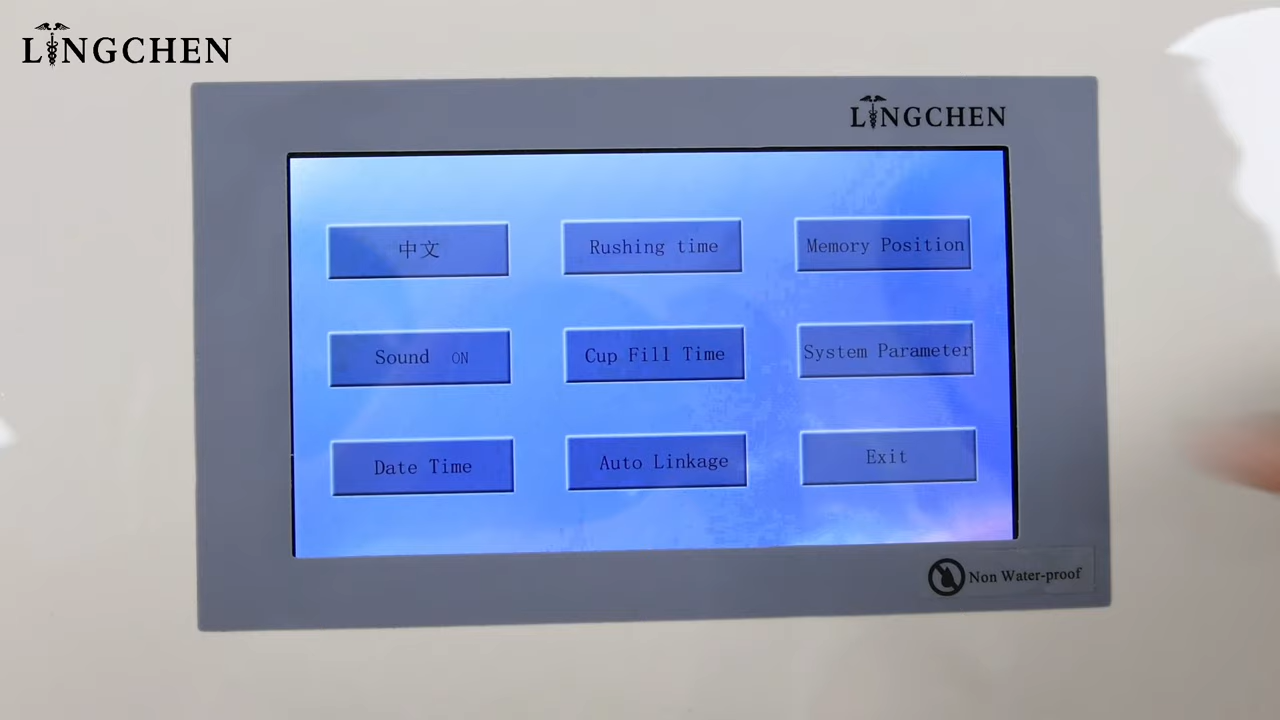 LINGCHEN
LINGCHEN
中文
Rushing time
Memory Position
Sound ON
Cup Fill Time
System Parameter
Date Time
Auto Linkage
Exit
Non Water-proof